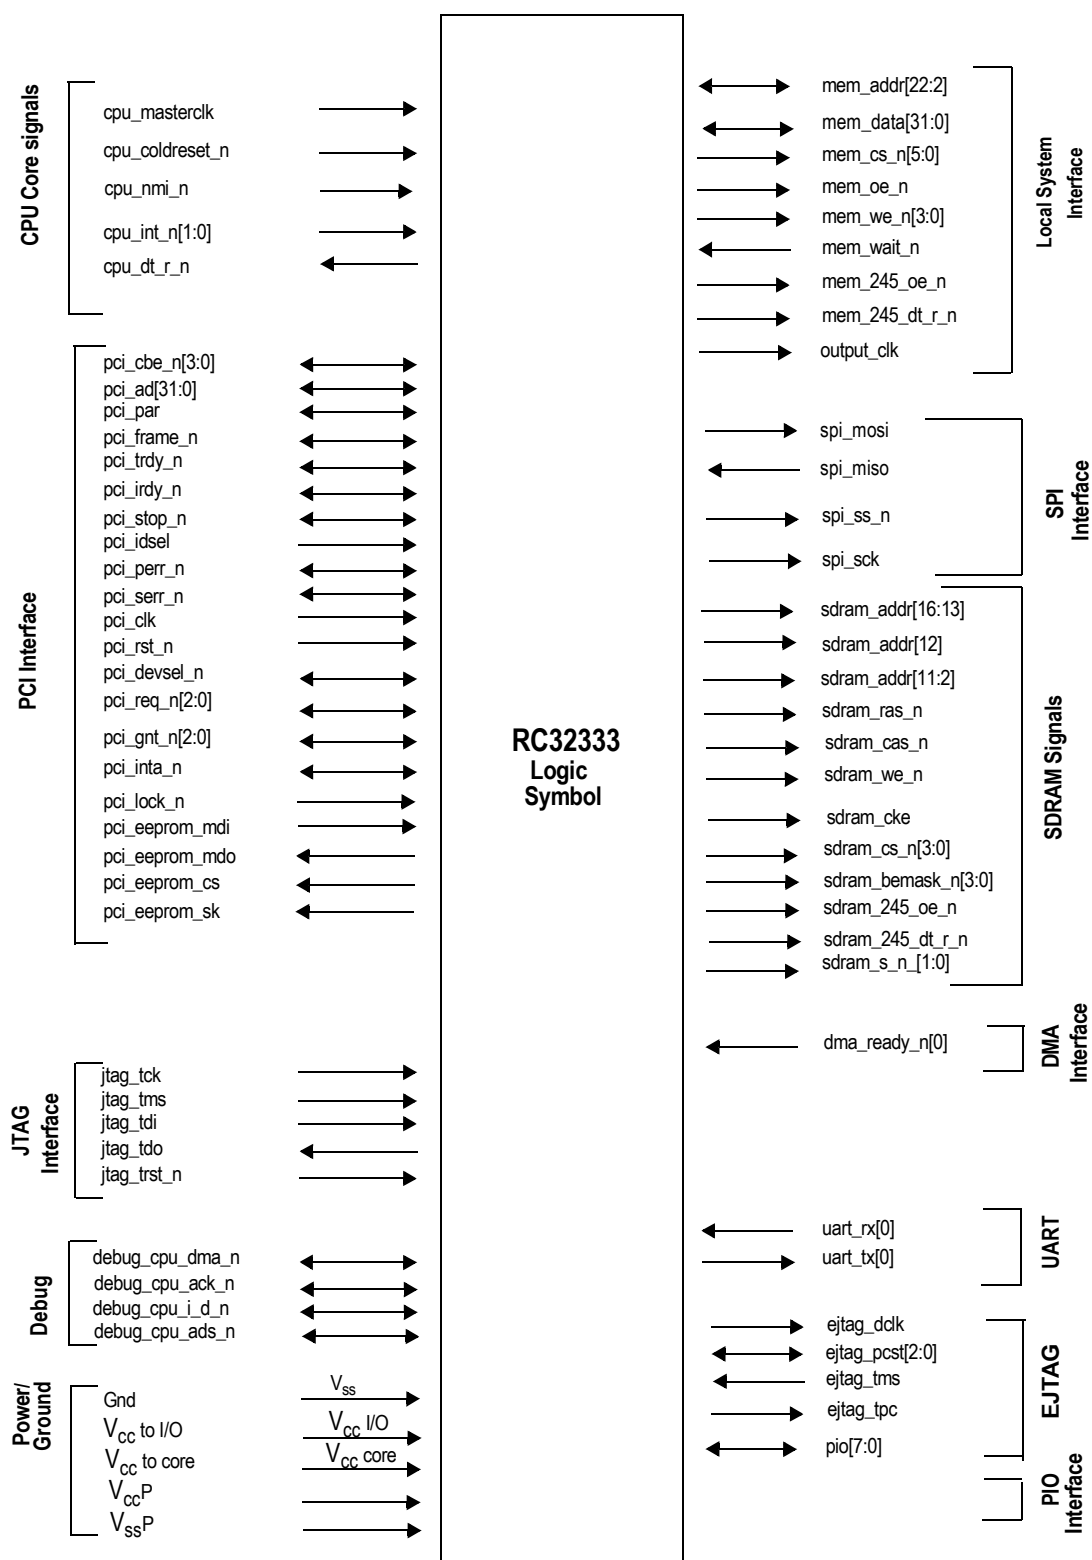 CPU Core signals
cpu_masterclk
cpu_coldreset_n
cpu_nmi_n
cpu_int_n[1:0]
cpu_dt_r_n
PCI Interface
pci_cbe_n[3:0]
pci_ad[31:0]
pci_par
pci_frame_n
pci_trdy_n
pci_irdy_n
pci_stop_n
pci_idsel
pci_perr_n
pci_serr_n
pci_clk
pci_rst_n
pci_devsel_n
pci_req_n[2:0]
pci_gnt_n[2:0]
pci_inta_n
pci_lock_n
pci_eeprom_mdi
pci_eeprom_mdo
pci_eeprom_cs
pci_eeprom_sk
JTAG
Interface
jtag_tck
jtag_tms
jtag_tdi
jtag_tdo
jtag_trst_n
Debug
debug_cpu_dma_n
debug_cpu_ack_n
debug_cpu_i_d_n
debug_cpu_ads_n
Power/
Ground
Gnd
Vss
Vcc to I/O
Vcc I/O
Vcc to core
Vcc core
VccP
VssP
RC32333
Logic
Symbol
mem_addr[22:2]
mem_data[31:0]
mem_cs_n[5:0]
mem_oe_n
mem_we_n[3:0]
mem_wait_n
mem_245_oe_n
mem_245_dt_r_n
output_clk
Local System
Interface
spi_mosi
spi_miso
spi_ss_n
spi_sck
SPI
Interface
sdram_addr[16:13]
sdram_addr[12]
sdram_addr[11:2]
sdram_ras_n
sdram_cas_n
sdram_we_n
sdram_cke
sdram_cs_n[3:0]
sdram_bemask_n[3:0]
sdram_245_oe_n
sdram_245_dt_r_n
sdram_s_n_[1:0]
SDRAM Signals
dma_ready_n[0]
DMA
Interface
uart_rx[0]
uart_tx[0]
UART
ejtag_dclk
ejtag_pcst[2:0]
ejtag_tms
ejtag_tpc
pio[7:0]
EJTAG
PIO
Interface